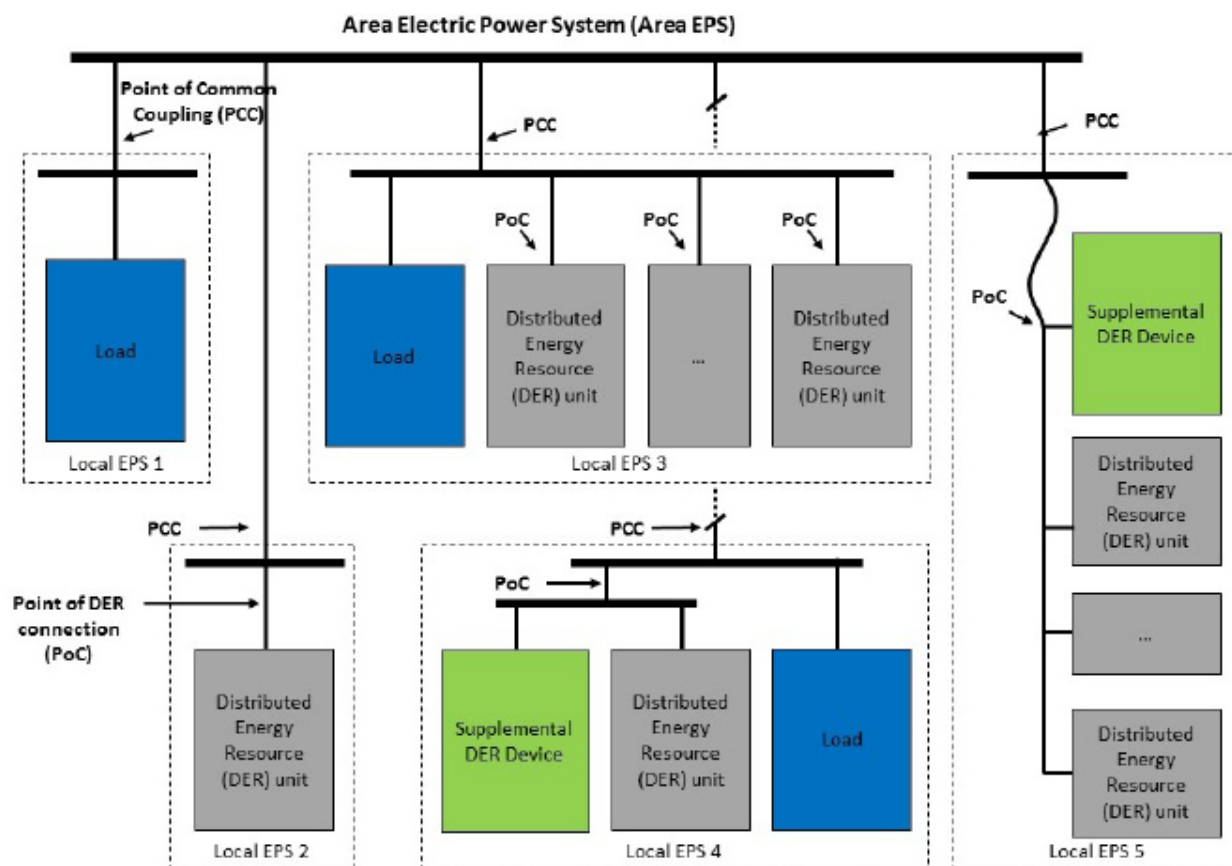 Area Electric Power System (Area EPS)
Point of Common
Coupling (PCC)
PCC
PCC
PoC
PoC
PoC
Load
Local EPS 1
Load
Distributed
Energy
Resource
(DER) unit
...
Distributed
Energy
Resource
(DER) unit
Local EPS 3
PoC
Supplemental
DER Device
Distributed
Energy
Resource
(DER) unit
...
Distributed
Energy
Resource
(DER) unit
Local EPS 5
PCC
Point of DER
connection
(PoC)
Distributed
Energy
Resource
(DER) unit
Local EPS 2
PCC
PoC
Supplemental
DER Device
Distributed
Energy
Resource
(DER) unit
Load
Local EPS 4